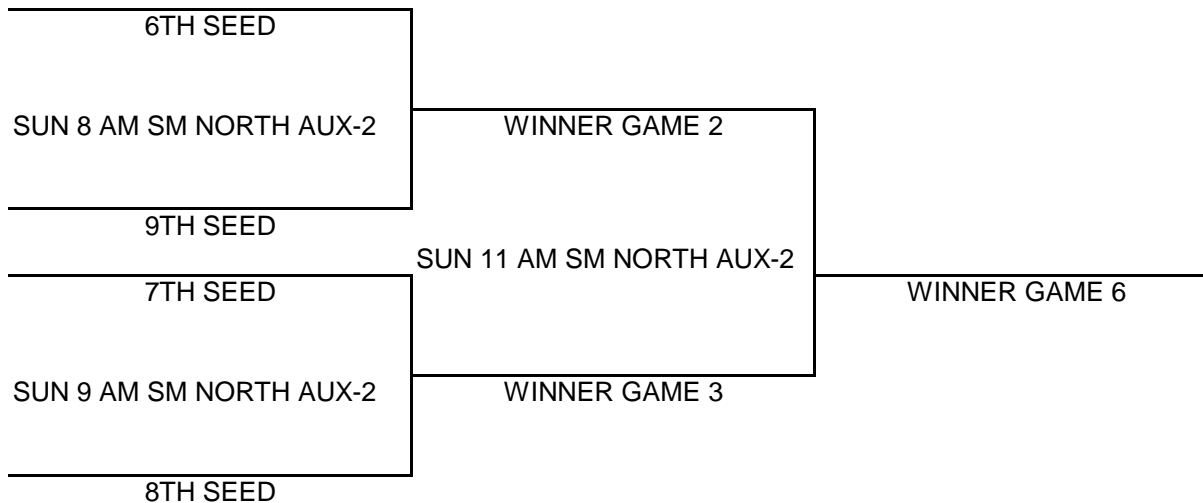 6TH SEED
SUN 8 AM SM NORTH AUX-2
WINNER GAME 2
9TH SEED
SUN 11 AM SM NORTH AUX-2
7TH SEED
WINNER GAME 6
SUN 9 AM SM NORTH AUX-2
WINNER GAME 3
8TH SEED